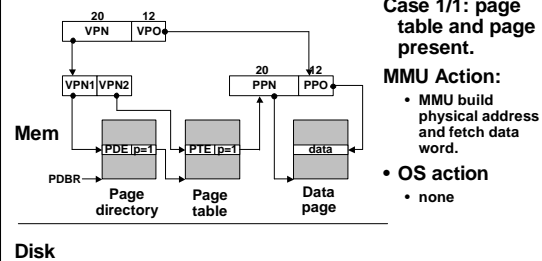 20 12
VPN VPO
VPN1 VPN2
20 12
PPN PPO
Mem
PDE p=1
PTE p=1
data
PDBR
Page directory
Page table
Data page
Disk
Case 1/1: page
table and page
present.
MMU Action:
• MMU build
physical address
and fetch data
word.
• OS action
• none